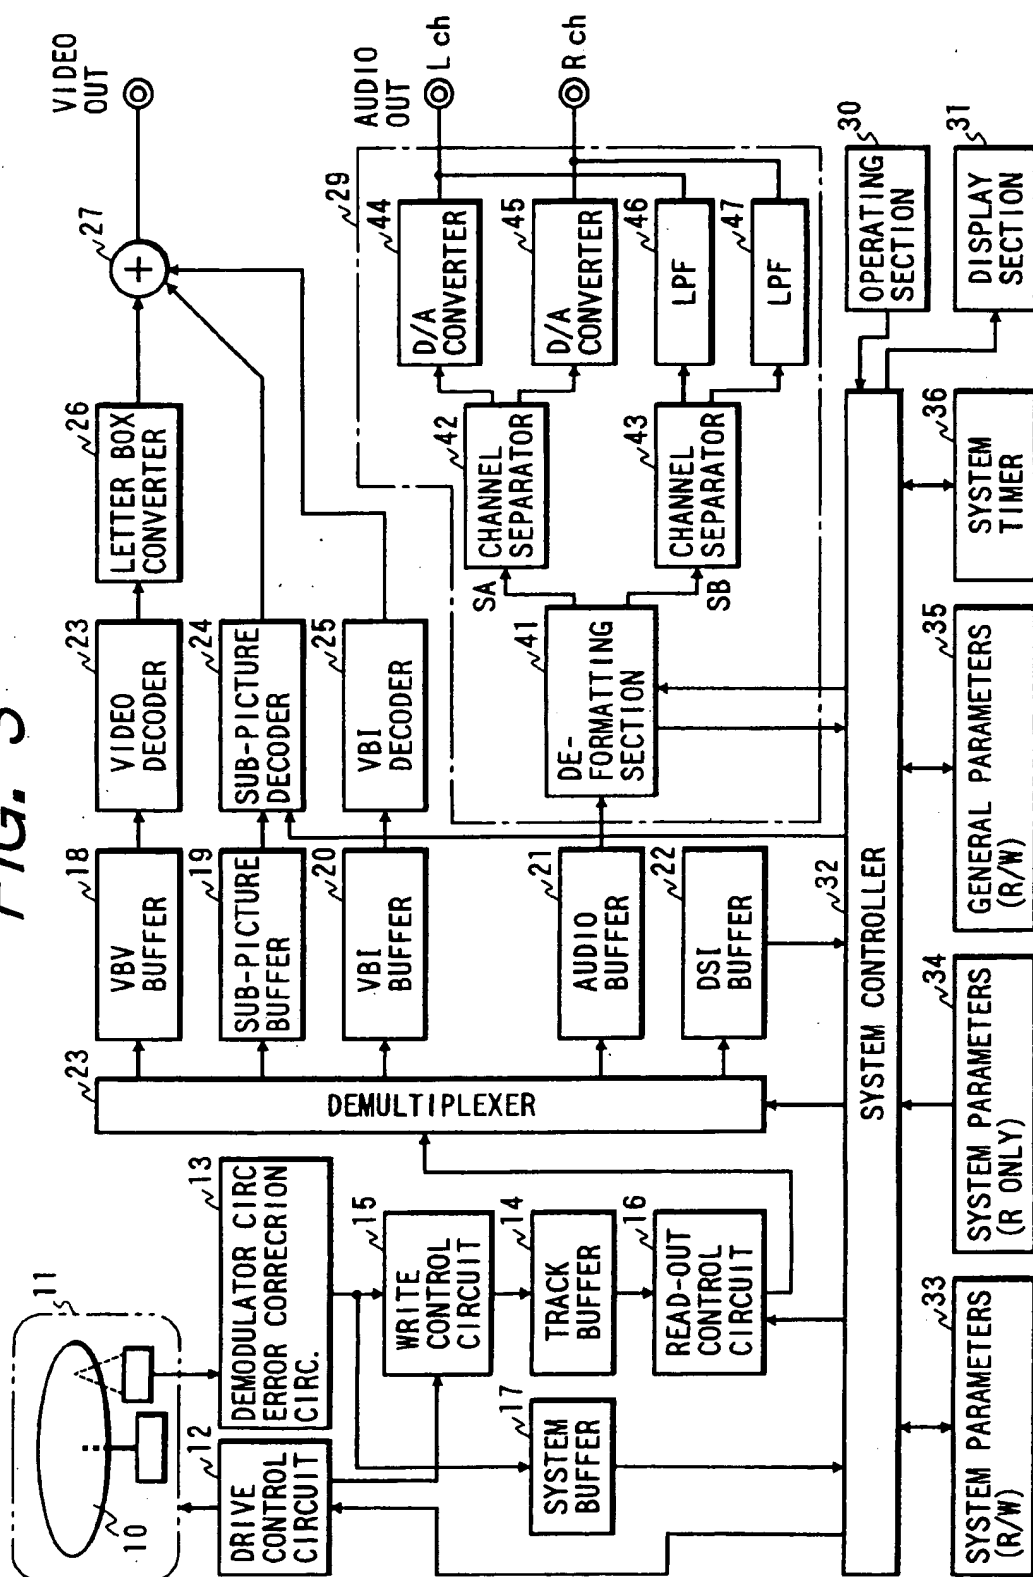 FIG. 3
11
10
12
DRIVE
CONTROL
CIRCUIT
13
DEMODULATOR CIRC
ERROR CORRECRION
CIRC.
15
WRITE
CONTROL
CIRCUIT
14
TRACK
BUFFER
16
READ-OUT
CONTROL
CIRCUIT
17
SYSTEM
BUFFER
23
DEMULTIPLEXER
18
VBV
BUFFER
19
SUB-PICTURE
BUFFER
20
VBI
BUFFER
21
AUDIO
BUFFER
22
DSI
BUFFER
23
VIDEO
DECODER
24
SUB-PICTURE
DECODER
25
VBI
DECODER
26
LETTER BOX
CONVERTER
27
+
VIDEO
OUT
29
41
DE-
FORMATTING
SECTION
SA
SB
42
CHANNEL
SEPARATOR
43
CHANNEL
SEPARATOR
44
D/A
CONVERTER
45
D/A
CONVERTER
46
LPF
47
LPF
AUDIO
OUT
L ch
R ch
30
OPERATING
SECTION
31
DISPLAY
SECTION
32
SYSTEM CONTROLLER
33
SYSTEM PARAMETERS
(R/W)
34
SYSTEM PARAMETERS
(R ONLY)
35
GENERAL PARAMETERS
(R/W)
36
SYSTEM
TIMER